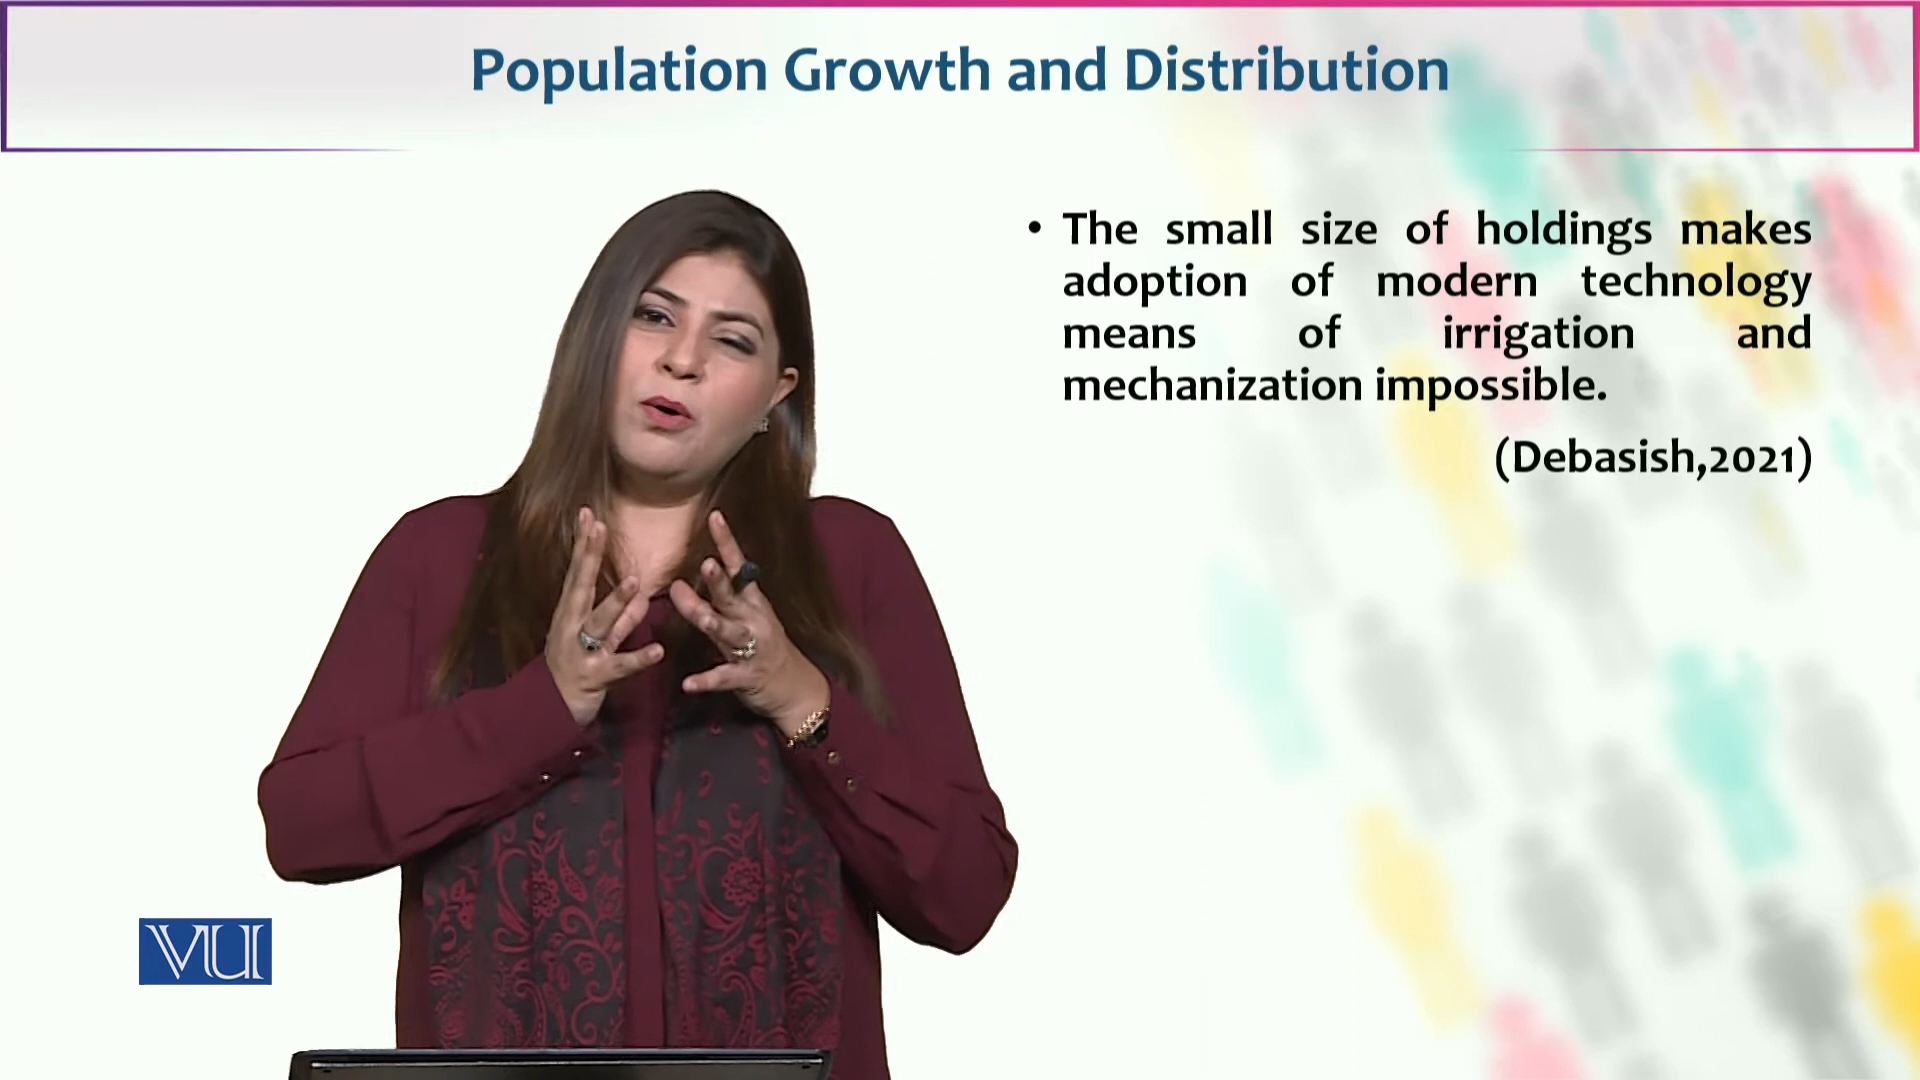 Population Growth and Distribution
• The small size of holdings makes
adoption of modern technology
means of irrigation and
mechanization impossible.
(Debasish,2021)
VU